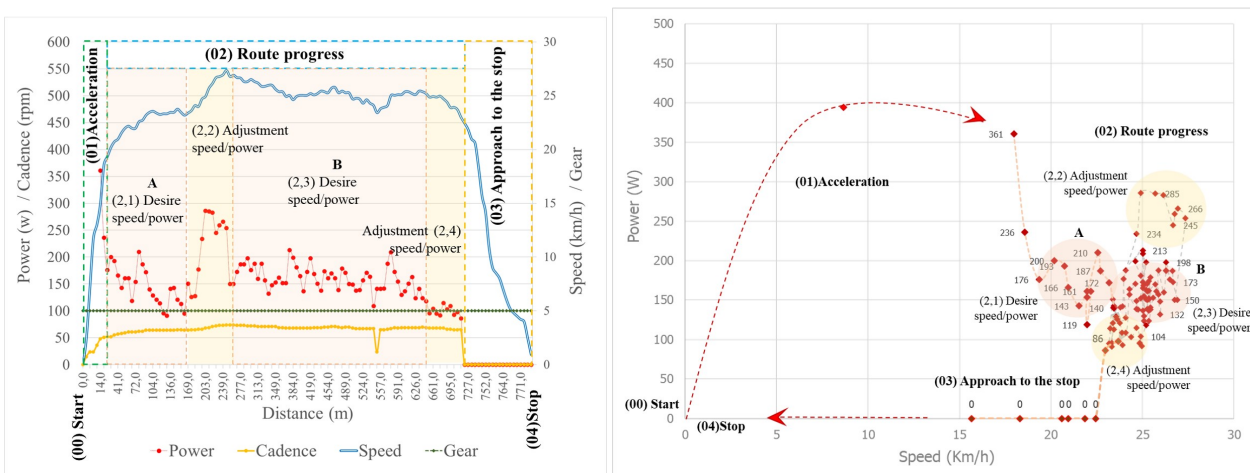 600
550
500
450
400
350
300
250
200
150
100
50
0
Power (w) / Cadence (rpm)
30
25
20
15
10
5
0
Speed (km/h) / Gear
(01)Acceleration
(02) Route progress
(2,2) Adjustment
speed/power
A
(2,1) Desire
speed/power
B
(2,3) Desire
speed/power
Adjustment (2,4)
speed/power
(03) Approach to the stop
0,0
14,0
41,0
72,0
104,0
136,0
169,0
203,0
239,0
277,0
313,0
349,0
384,0
419,0
454,0
489,0
524,0
557,0
591,0
626,0
661,0
695,0
727,0
752,0
764,0
771,0
Distance (m)
(00) Start
(04)Stop
Power
Cadence
Speed
Gear
500
450
400
350
300
250
200
150
100
50
0
Power (W)
361
(02) Route progress
(01)Acceleration
(2,2) Adjustment
speed/power
285
266
245
236
234
A
210
213
200
193
198
B
187
176
172
173
166
161
150
143
140
132
(2,1) Desire
speed/power
(2,3) Desire
speed/power
119
86
104
(2,4) Adjustment
speed/power
(03) Approach to the stop
(00) Start
0
0
0 0
0 0
(04)Stop
0
5
10
15
20
25
30
Speed (Km/h)